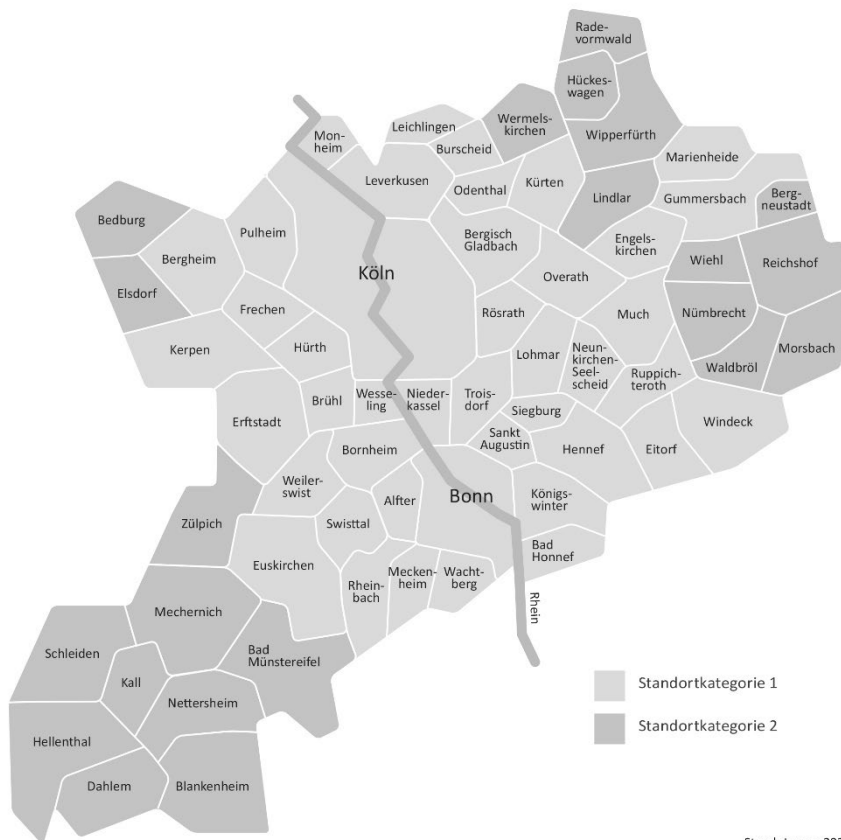 Rade-
vormwald
Hückes-
wagen
Wermels-
kirchen
Wipperfürth
Leichlingen
Mon-
heim
Burscheid
Marienheide
Leverkusen
Odenthal
Kürten
Lindlar
Gummersbach
Berg-
neustadt
Bedburg
Pulheim
Bergisch
Gladbach
Engels-
kirchen
Bergheim
Wiehl
Reichshof
Köln
Overath
Elsdorf
Frechen
Rösrath
Much
Nümbrecht
Kerpen
Hürth
Lohmar
Neun-
kirchen-
Seel-
scheid
Morsbach
Waldbröl
Ruppich-
teroth
Brühl
Wesse-
ling
Nieder-
kassel
Trois-
dorf
Siegburg
Erftstadt
Windeck
Sankt
Augustin
Bornheim
Hennef
Eitorf
Weiler-
swist
Bonn
Königs-
winter
Alfter
Zülpich
Swisttal
Bad
Honnef
Euskirchen
Rhein-
bach
Mecken-
heim
Wacht-
berg
Rhein
Mechernich
Schleiden
Bad
Münstereifel
Kall
Nettersheim
Hellenthal
Dahlem
Blankenheim
Standortkategorie 1
Standortkategorie 2